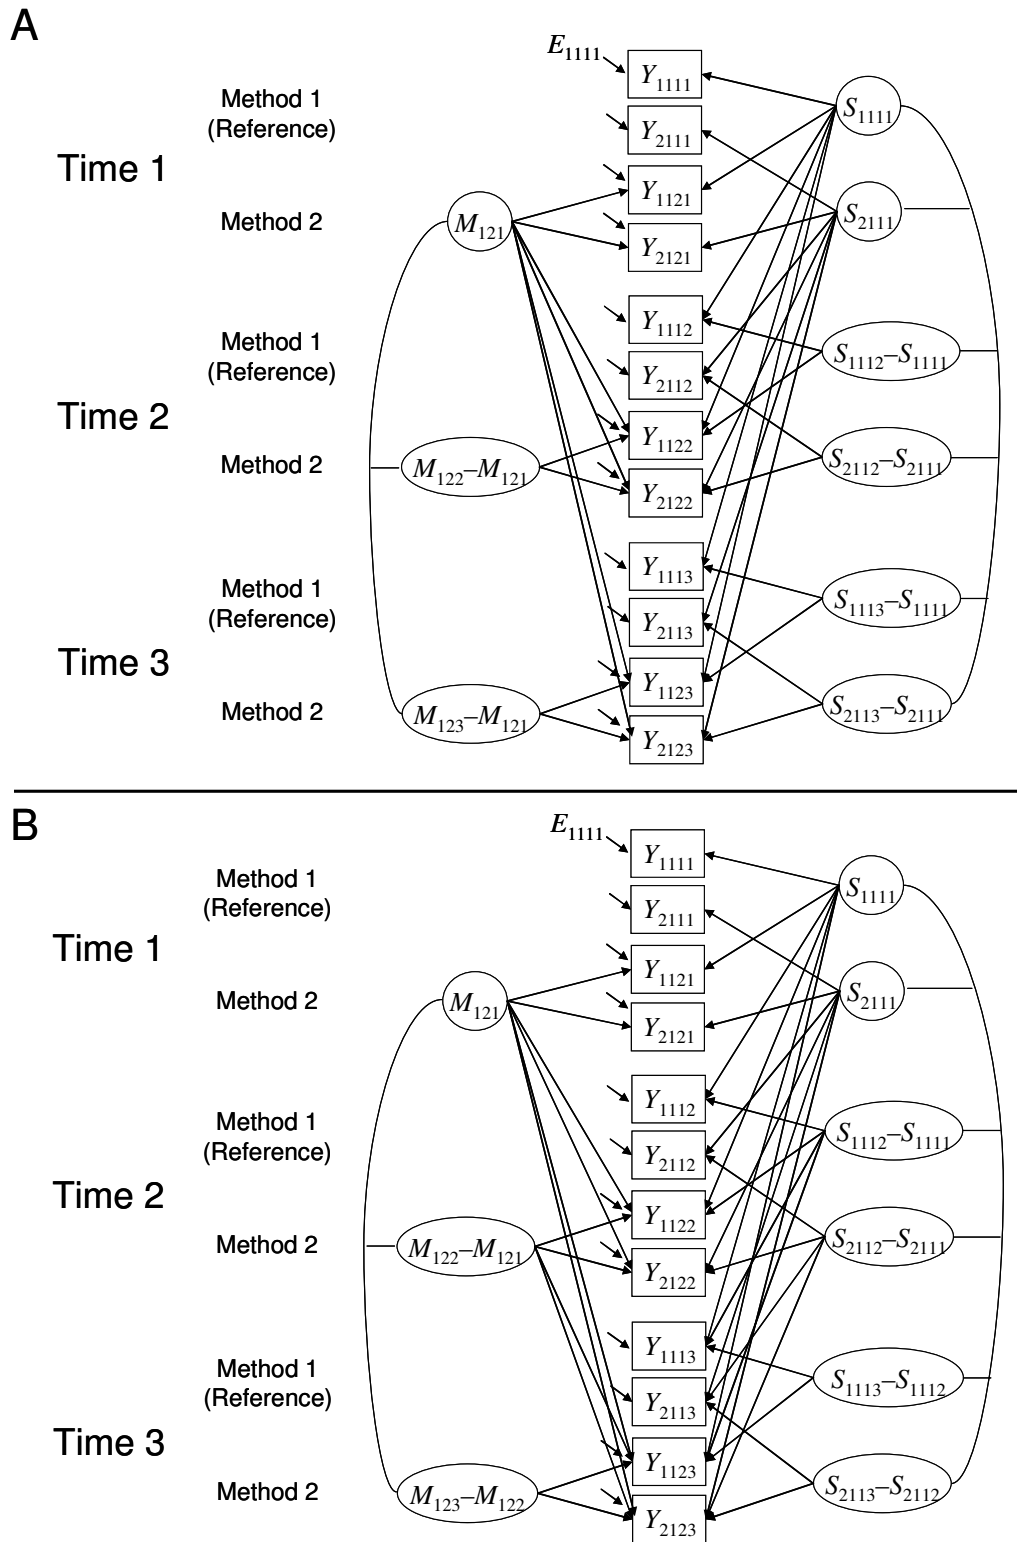 A
E1111
Y1111
S1111
Method 1
(Reference)
Y2111
Time 1
Y1121
S2111
Method 2
M121
Y2121
Y1112
Method 1
(Reference)
S1112–S1111
Y2112
Time 2
Y1122
Method 2
M122–M121
S2112–S2111
Y2122
Y1113
Method 1
(Reference)
S1113–S1111
Y2113
Time 3
Y1123
Method 2
M123–M121
S2113–S2111
Y2123
B
E1111
Y1111
S1111
Method 1
(Reference)
Y2111
Time 1
Y1121
S2111
Method 2
M121
Y2121
Y1112
Method 1
(Reference)
S1112–S1111
Y2112
Time 2
Y1122
Method 2
M122–M121
S2112–S2111
Y2122
Y1113
Method 1
(Reference)
S1113–S1112
Y2113
Time 3
Y1123
Method 2
M123–M122
S2113–S2112
Y2123